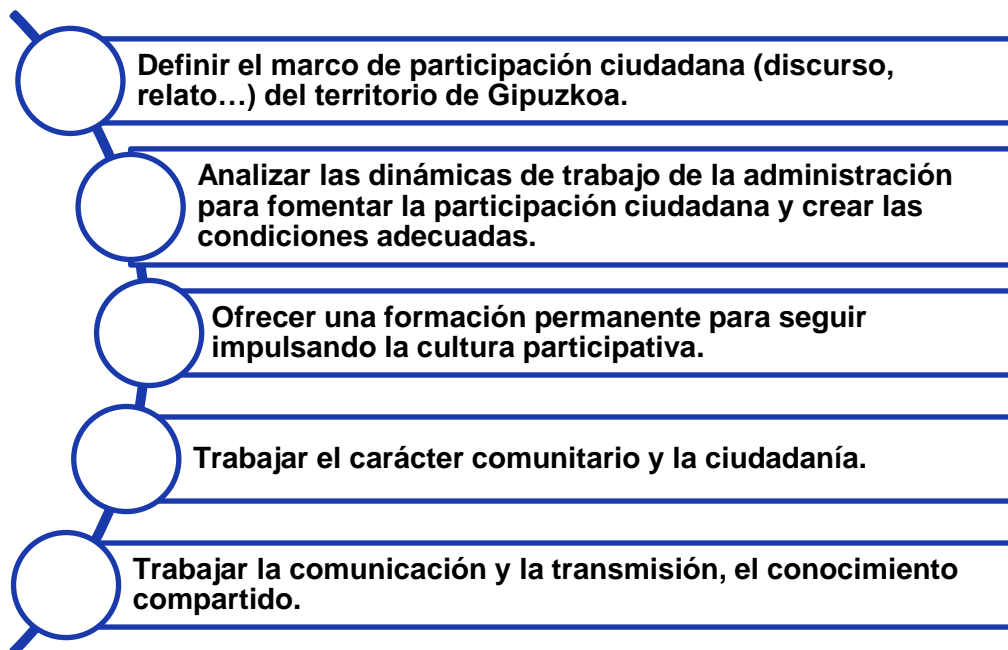 Definir el marco de participación ciudadana (discurso,
relato…) del territorio de Gipuzkoa.
Analizar las dinámicas de trabajo de la administración
para fomentar la participación ciudadana y crear las
condiciones adecuadas.
Ofrecer una formación permanente para seguir
impulsando la cultura participativa.
Trabajar el carácter comunitario y la ciudadanía.
Trabajar la comunicación y la transmisión, el conocimiento
compartido.